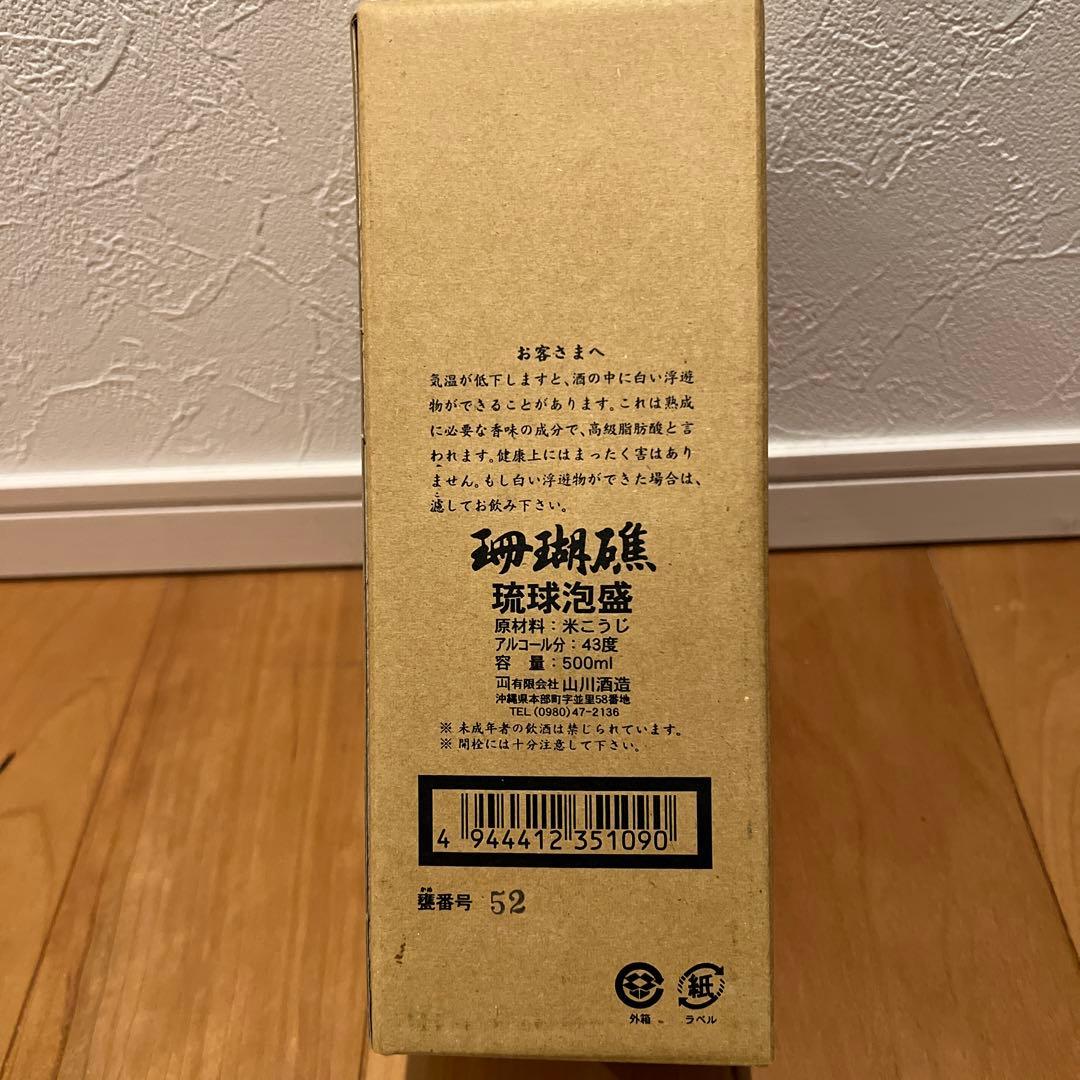 お客さまへ
気温が低下しますと、酒の中に白い浮遊
物ができることがあります。これは熟成
に必要な香味の成分で、高級脂肪酸と言
われます。健康上にはまったく害はあり
ません。もし白い浮遊物ができた場合は、
こ
濾してお飲み下さい。
珊瑚礁
琉球泡盛
原材料：米こうじ
アルコール分：43度
容 量：500ml
有限会社 山川酒造
沖縄県本部町字並里58番地
TEL (0980)47-2136
※ 未成年者の飲酒は禁じられています。
※ 開栓には十分注意して下さい。
4 944412 351090
かめ
甕番号 52
紙
外箱 ラベル